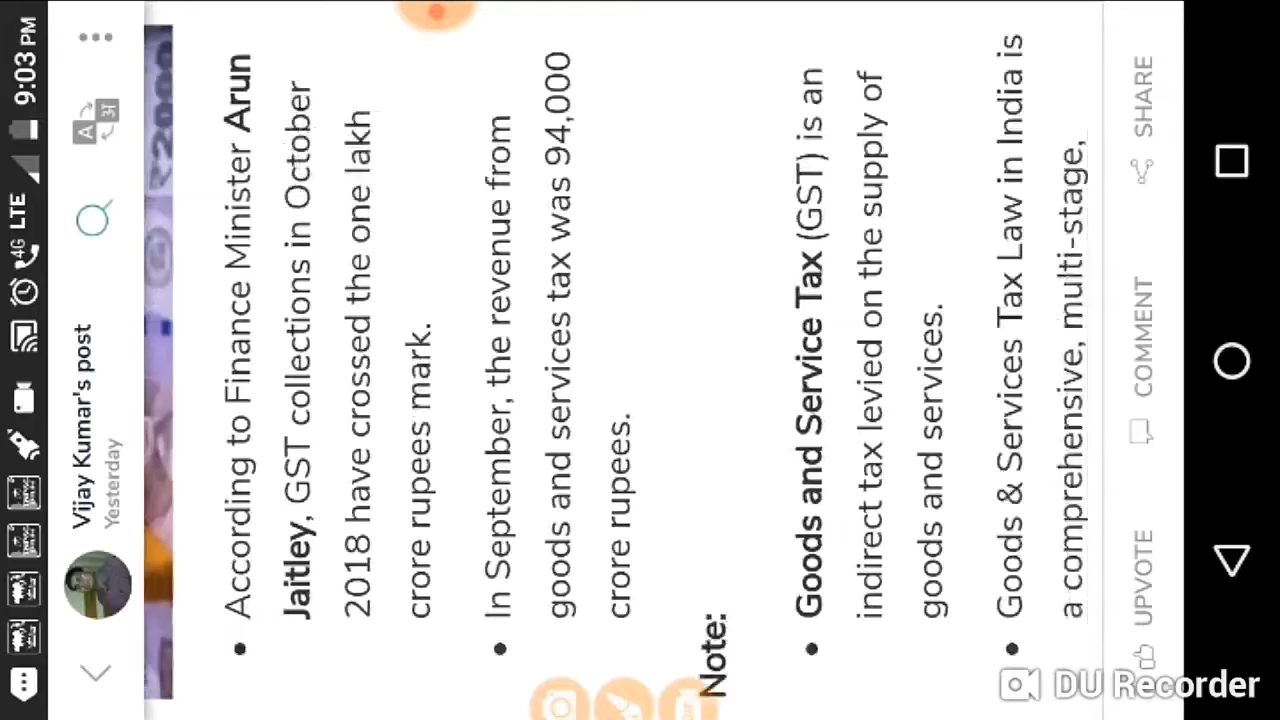 9:03 PM
4G LTE
Vijay Kumar's post
Yesterday
A अ
₹2000
According to Finance Minister Arun
Jaitley, GST collections in October
2018 have crossed the one lakh
crore rupees mark.
In September, the revenue from
goods and services tax was 94,000
crore rupees.
Note:
Goods and Service Tax (GST) is an
indirect tax levied on the supply of
goods and services.
Goods & Services Tax Law in India is
a comprehensive, multi-stage,
UPVOTE COMMENT SHARE
DU Recorder